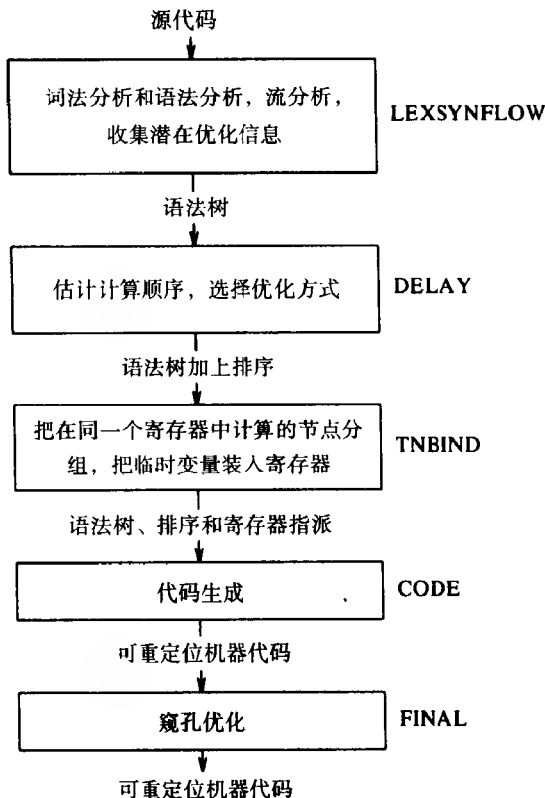 源代码
词法分析和语法分析，流分析，
收集潜在优化信息
LEXSYNFLOW
语法树
估计计算顺序，选择优化方式
DELAY
语法树加上排序
把在同一个寄存器中计算的节点分
组，把临时变量装入寄存器
TNBIND
语法树、排序和寄存器指派
代码生成
CODE
可重定位机器代码
窥孔优化
FINAL
可重定位机器代码